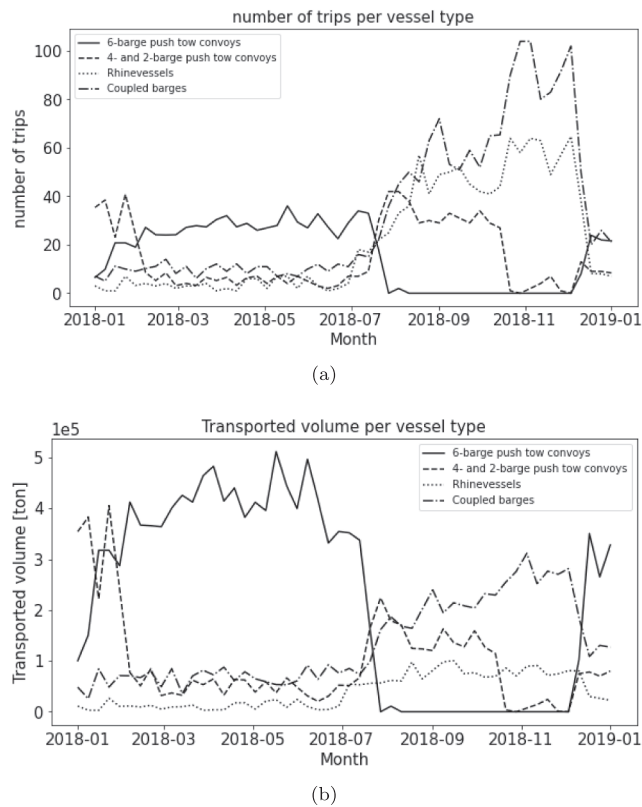 number of trips per vessel type
6-barge push tow convoys
4- and 2-barge push tow convoys
Rhinevessels
Coupled barges
number of trips
100
80
60
40
20
0
2018-01 2018-03 2018-05 2018-07 2018-09 2018-11 2019-01
Month
(a)
Transported volume per vessel type
1e5
6-barge push tow convoys
4- and 2-barge push tow convoys
Rhinevessels
Coupled barges
Transported volume [ton]
5
4
3
2
1
0
2018-01 2018-03 2018-05 2018-07 2018-09 2018-11 2019-01
Month
(b)